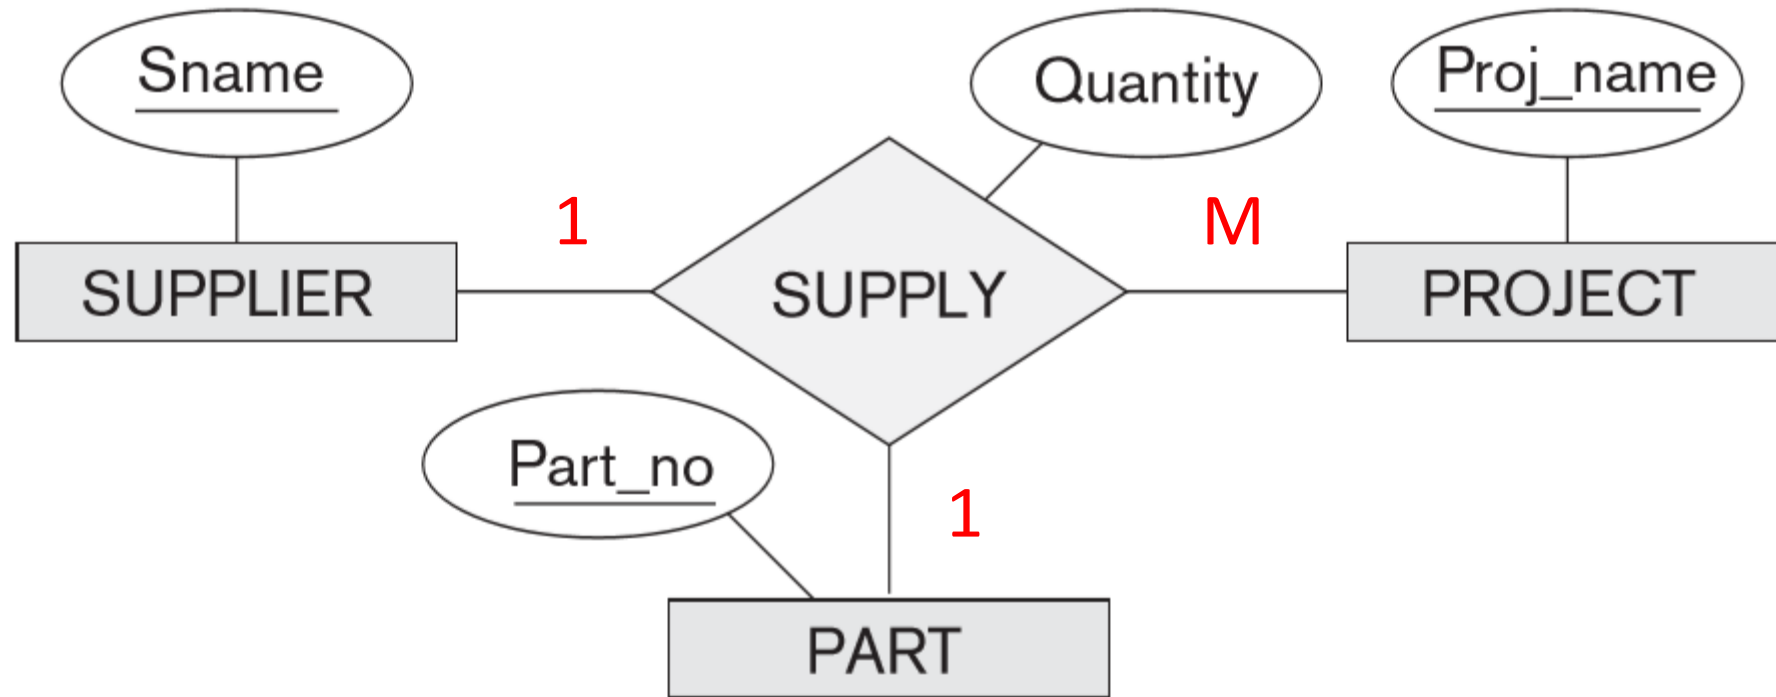 Sname
Quantity
Proj_name
1
M
SUPPLIER
SUPPLY
PROJECT
Part_no
1
PART